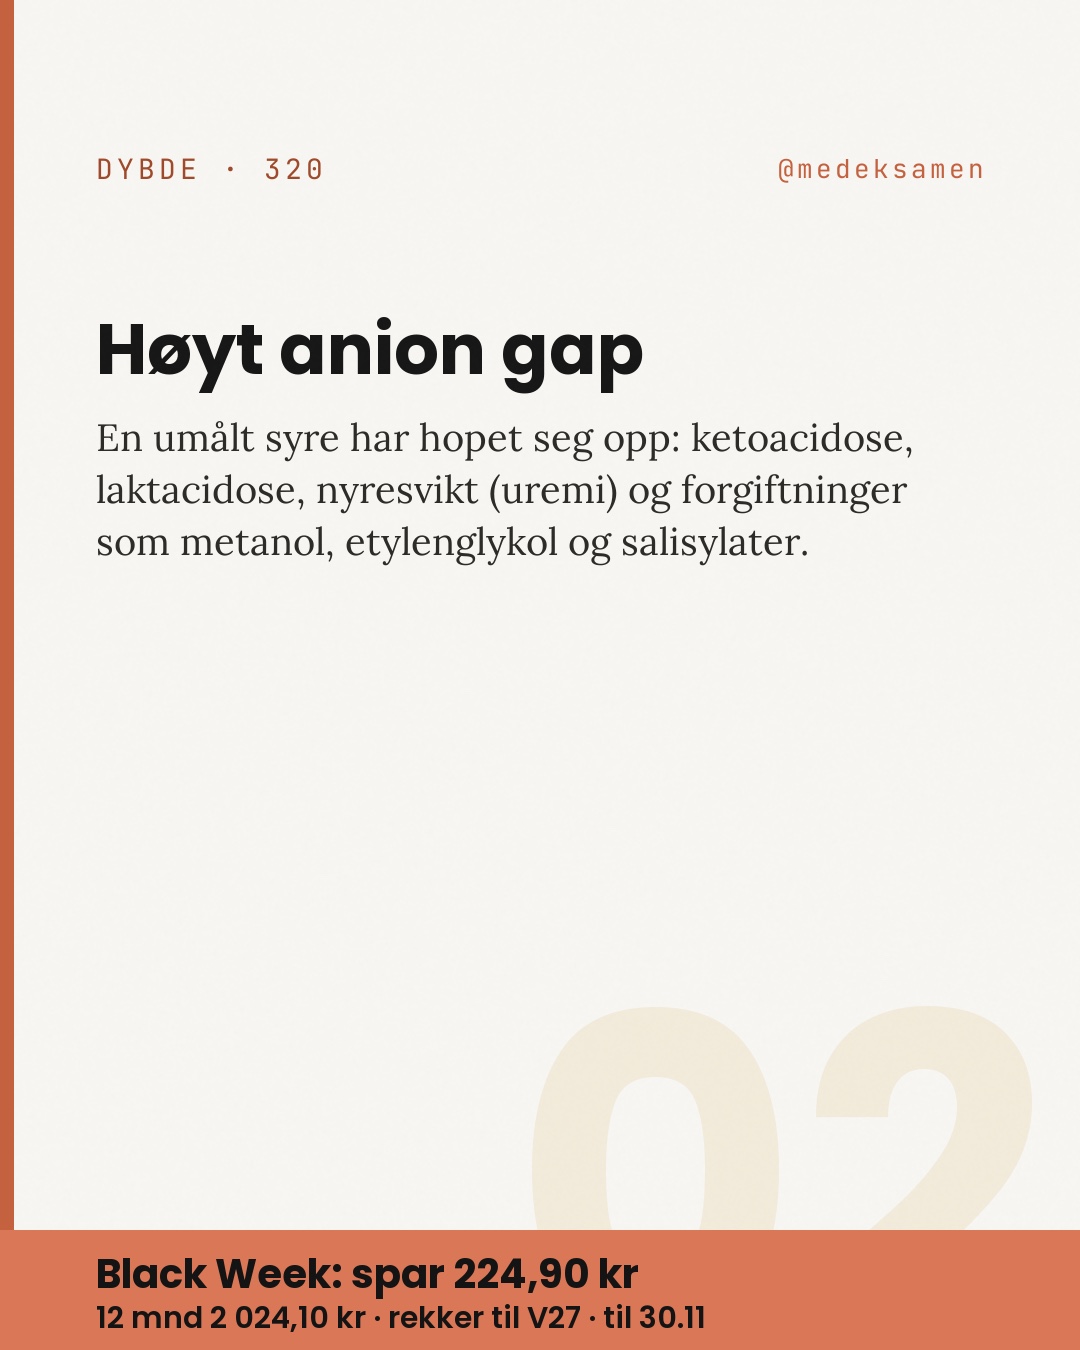 DYBDE · 320
@medeksamen
Høyt anion gap
En umålt syre har hopet seg opp: ketoacidose,
laktacidose, nyresvikt (uremi) og forgiftninger
som metanol, etylenglykol og salisylater.
02
Black Week: spar 224,90 kr
12 mnd 2 024,10 kr · rekker til V27 · til 30.11